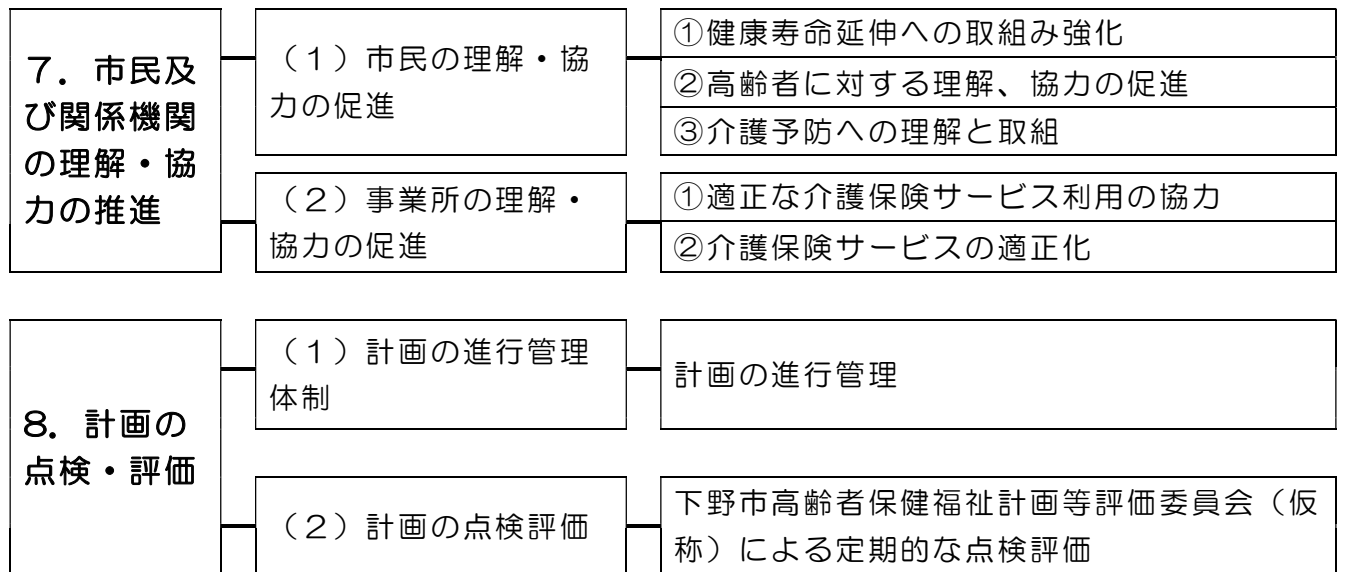 7．市民及
び関係機関
の理解・協
力の推進
（１）市民の理解・協
力の促進
①健康寿命延伸への取組み強化
②高齢者に対する理解、協力の促進
③介護予防への理解と取組
（２）事業所の理解・
協力の促進
①適正な介護保険サービス利用の協力
②介護保険サービスの適正化
8．計画の
点検・評価
（１）計画の進行管理
体制
計画の進行管理
（２）計画の点検評価
下野市高齢者保健福祉計画等評価委員会（仮
称）による定期的な点検評価